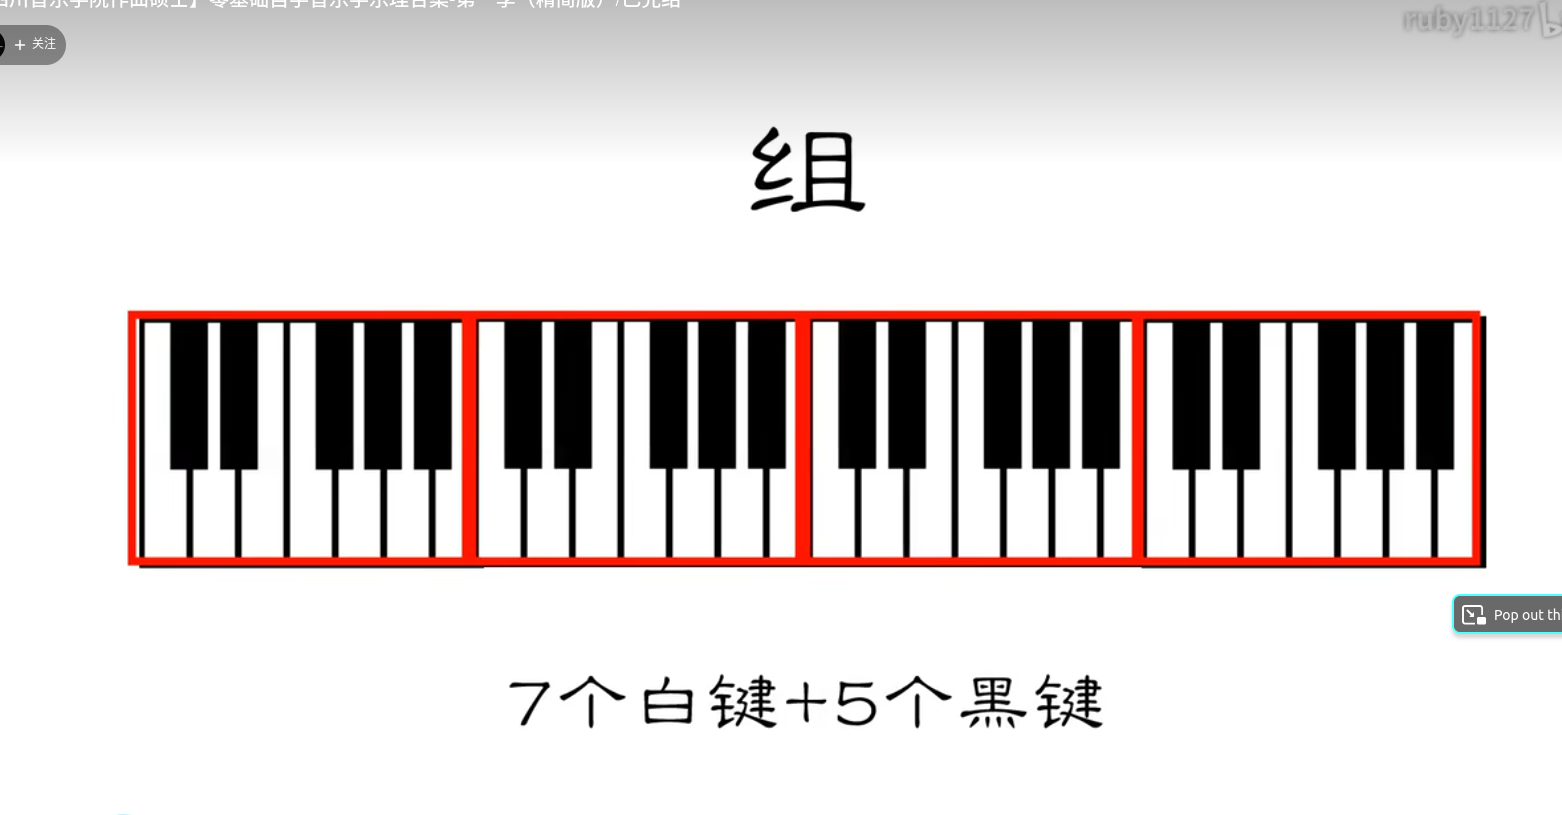 川音乐学院作曲硕士】零基础自学音乐学乐理合集-第一季（精简版）/已完结
+ 关注
ruby1127
组
7个白键+5个黑键
Pop out th